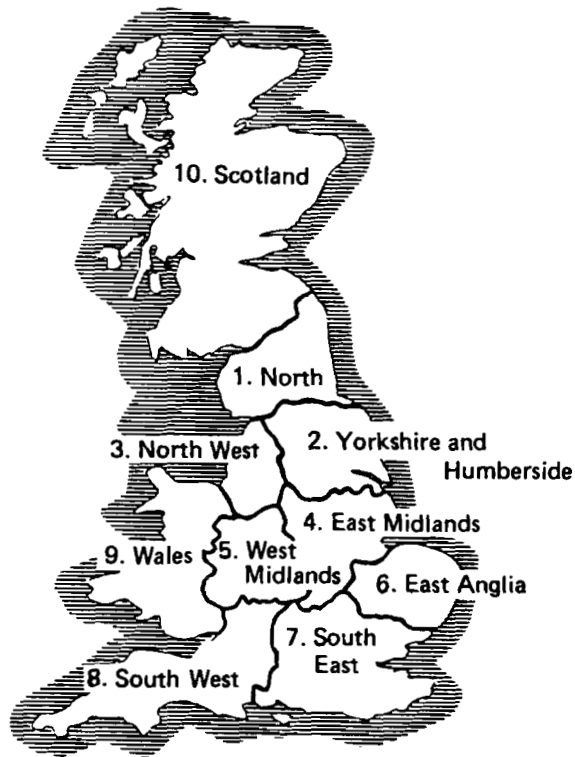 10. Scotland
1. North
3. North West
2. Yorkshire and
Humberside
4. East Midlands
9. Wales
5. West
Midlands
6. East Anglia
7. South
East
8. South West